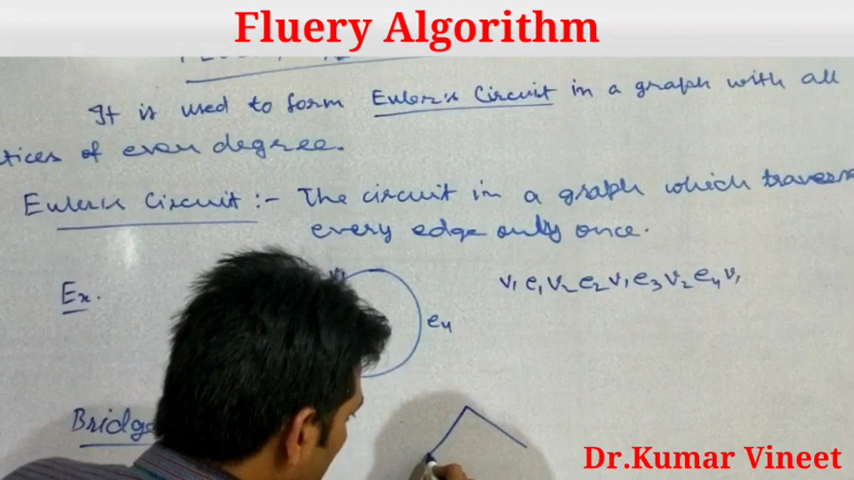 Fluery Algorithm
It is used to form Euler's Circuit in a graph with all
tices of even degree.
Euler's Circuit :- The circuit in a graph which travers
every edge only once.
Ex.
v1 e1 v2 e2 v1 e3 v2 e4 v1
e4
Bridge
Dr.Kumar Vineet